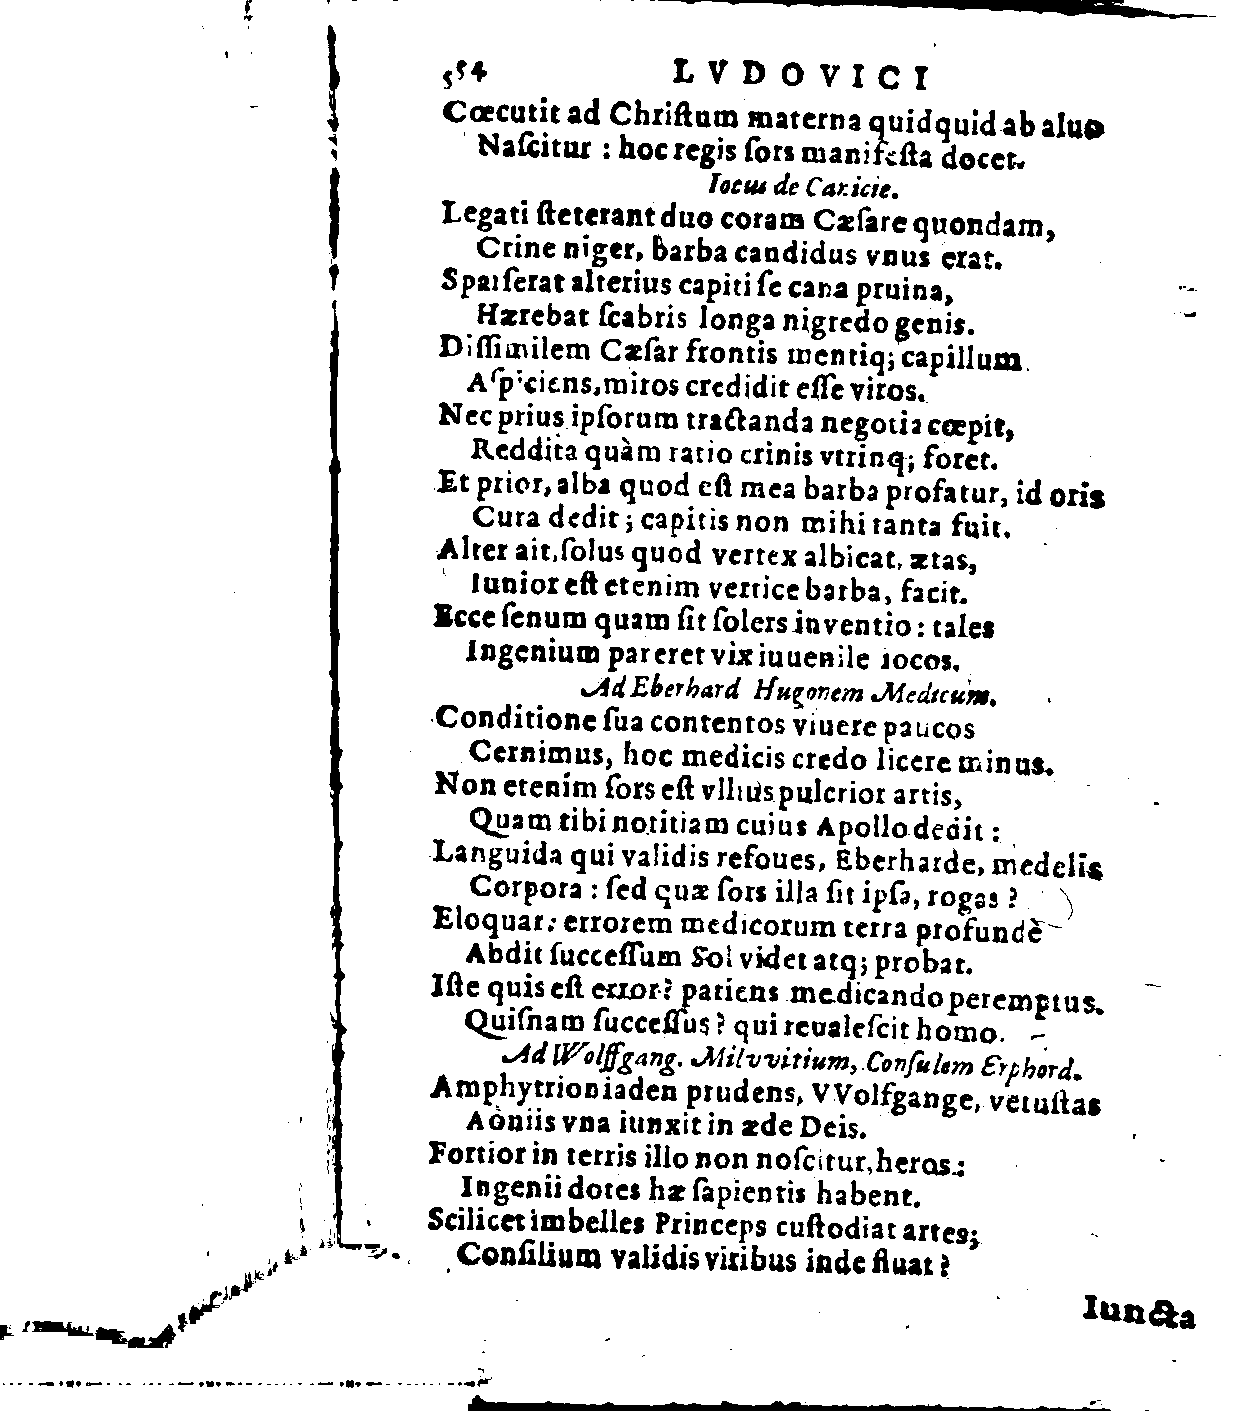 554 LVDOVICI
Cœcutit ad Chriſtum materna quidquid ab aluo
Naſcitur : hoc regis ſors manifeſta docet.
Iocus de Canicie.
Legati ſteterant duo coram Cæſare quondam,
Crine niger, barba candidus vnus erat.
Sparſerat alterius capiti ſe cana pruina,
Hærebat ſcabris longa nigredo genis.
Diſſimilem Cæſar frontis mentiq; capillum
Aſpiciens, miros credidit eſſe viros.
Nec prius ipſorum tractanda negotia cœpit,
Reddita quàm ratio crinis vtrinq; foret.
Et prior, alba quod eſt mea barba profatur, id oris
Cura dedit ; capitis non mihi tanta fuit.
Alter ait, ſolus quod vertex albicat, ætas,
Iunior eſt etenim vertice barba, facit.
Ecce ſenum quam ſit ſolers inventio : tales
Ingenium pareret vix iuuenile iocos.
Ad Eberhard Hugonem Medicum.
Conditione ſua contentos viuere paucos
Cernimus, hoc medicis credo licere minus.
Non etenim ſors eſt vllius pulcrior artis,
Quam tibi notitiam cuius Apollo dedit :
Languida qui validis refoues, Eberharde, medelis
Corpora : ſed quæ ſors illa ſit ipſa, rogas ?
Eloquar: errorem medicorum terra profundè
Abdit ſucceſſum Sol videt atq; probat.
Iſte quis eſt error? patiens medicando peremptus.
Quiſnam ſucceſſus ? qui reualeſcit homo.
Ad Wolffgang. Milvvitium, Conſulem Erphord.
Amphytrioniaden prudens, VVolfgange, vetuſtas
Aoniis vna iunxit in æde Deis.
Fortior in terris illo non noſcitur, heros :
Ingenii dotes hæ ſapientis habent.
Scilicet imbelles Princeps cuſtodiat artes;
Conſilium validis viribus inde fluat ?
Iuncta